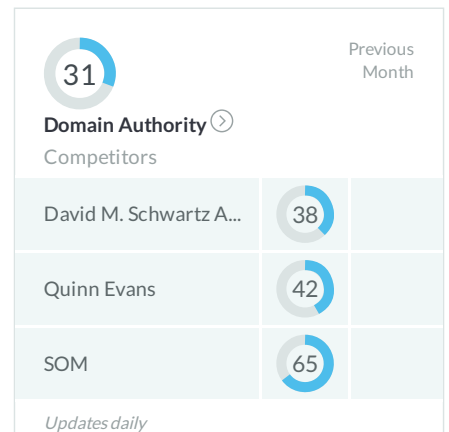 31
Previous
Month
Domain Authority
Competitors
David M. Schwartz A... 38
Quinn Evans 42
SOM 65
Updates daily